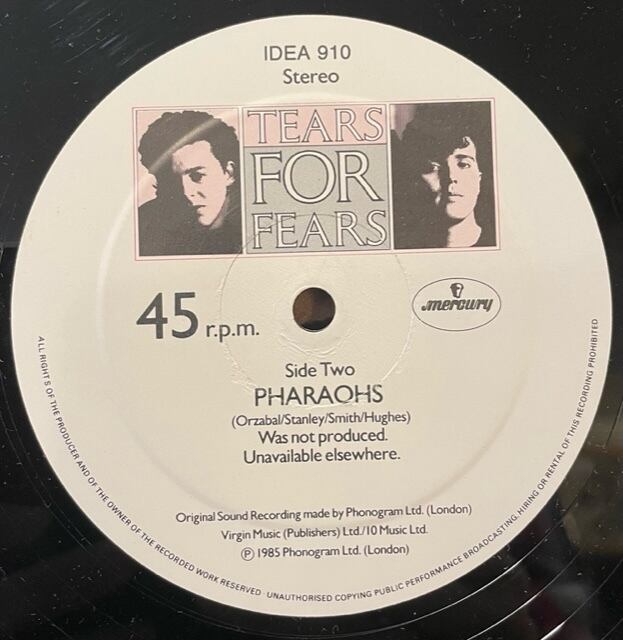 IDEA 910
Stereo
TEARS
FOR
FEARS
45 r.p.m.
mercury
Side Two
PHARAOHS
(Orzabal/Stanley/Smith/Hughes)
Was not produced.
Unavailable elsewhere.
Original Sound Recording made by Phonogram Ltd. (London)
Virgin Music (Publishers) Ltd./10 Music Ltd.
Ⓟ 1985 Phonogram Ltd. (London)
ALL RIGHTS OF THE PRODUCER AND OF THE OWNER OF THE RECORDED WORK RESERVED · UNAUTHORISED COPYING PUBLIC PERFORMANCE BROADCASTING, HIRING OR RENTAL OF THIS RECORDING PROHIBITED